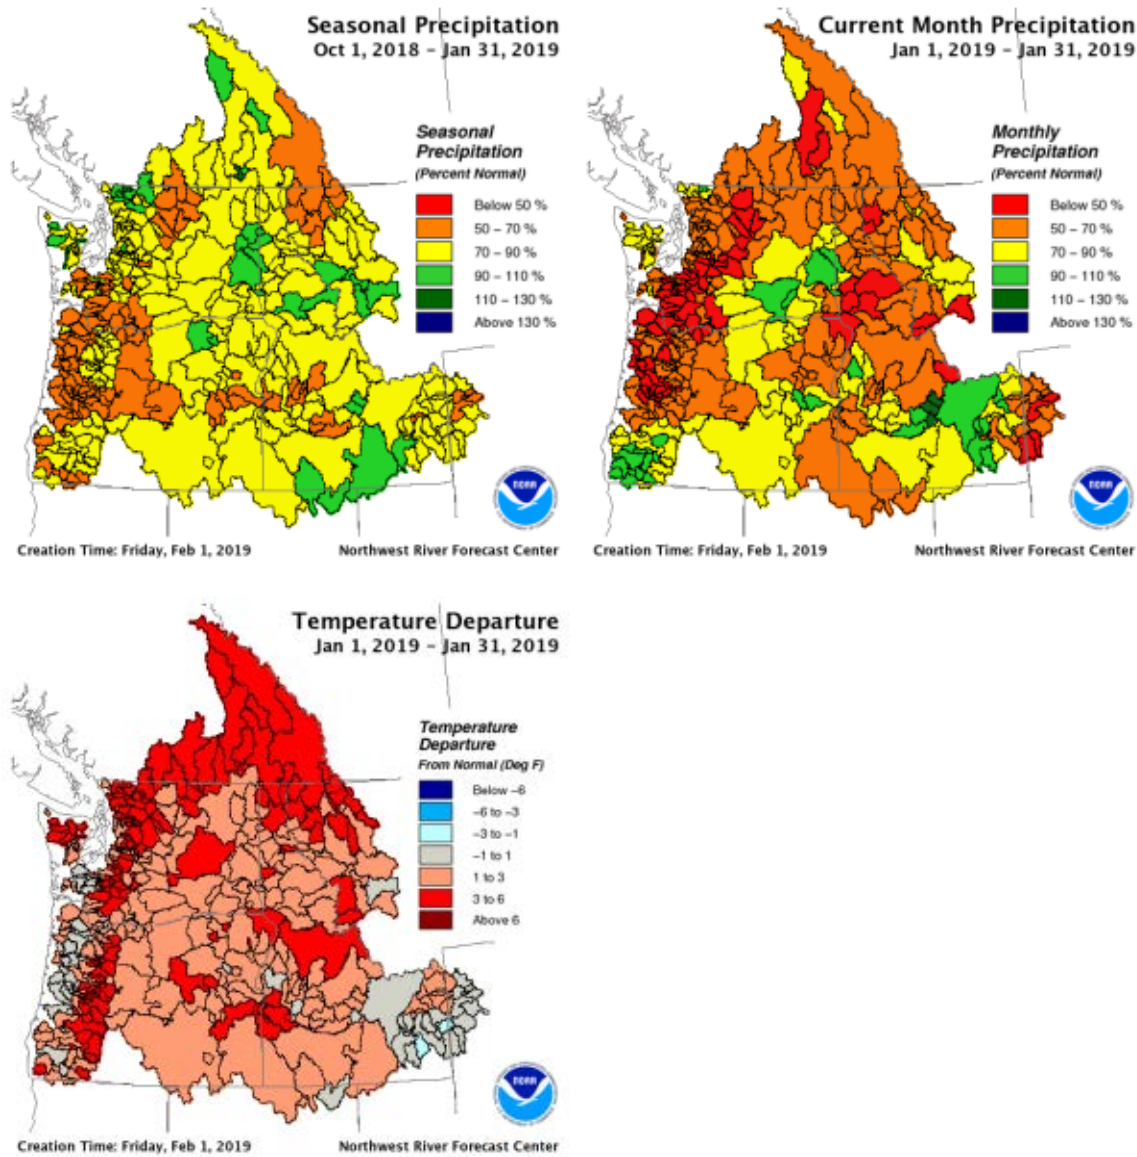 Seasonal Precipitation
Oct 1, 2018 – Jan 31, 2019
Seasonal
Precipitation
(Percent Normal)
Below 50 %
50 – 70 %
70 – 90 %
90 – 110 %
110 – 130 %
Above 130 %
NOAA
Creation Time: Friday, Feb 1, 2019
Northwest River Forecast Center
Current Month Precipitation
Jan 1, 2019 – Jan 31, 2019
Monthly
Precipitation
(Percent Normal)
Below 50 %
50 – 70 %
70 – 90 %
90 – 110 %
110 – 130 %
Above 130 %
NOAA
Creation Time: Friday, Feb 1, 2019
Northwest River Forecast Center
Temperature Departure
Jan 1, 2019 – Jan 31, 2019
Temperature
Departure
From Normal (Deg F)
Below –6
–6 to –3
–3 to –1
–1 to 1
1 to 3
3 to 6
Above 6
NOAA
Creation Time: Friday, Feb 1, 2019
Northwest River Forecast Center